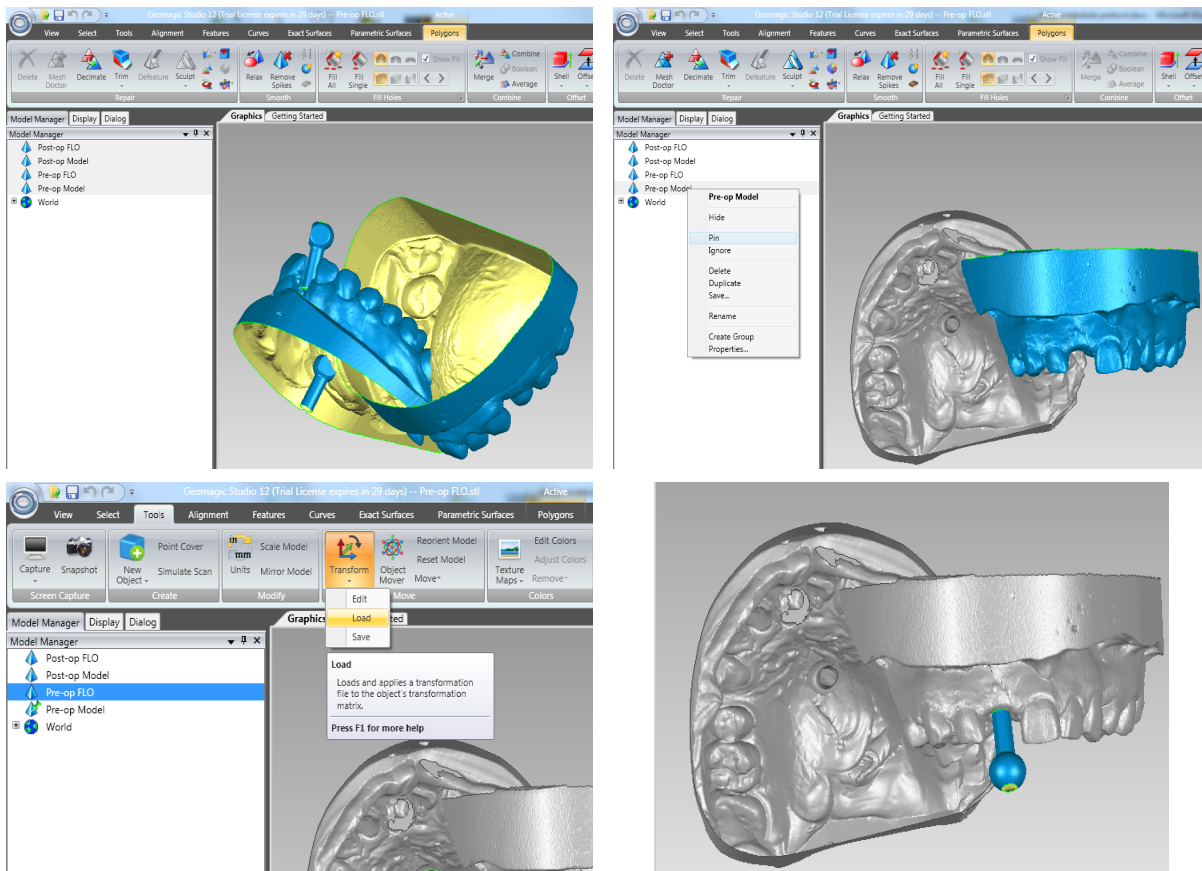 Geomagic Studio 12 (Trial License expires in 29 days) -- Pre-op FLO.stl Active
View Select Tools Alignment Features Curves Exact Surfaces Parametric Surfaces Polygons
Delete Mesh Doctor Decimate Trim Defeature Sculpt Relax Remove Spikes Fill All Fill Single Show Fill Merge Combine Boolean Average Shell Offse
Repair Smooth Fill Holes Combine Offset
Model Manager Display Dialog Graphics Getting Started
Model Manager
Post-op FLO
Post-op Model
Pre-op FLO
Pre-op Model
World
Geomagic Studio 12 (Trial License expires in 29 days) -- Pre-op FLO.stl Active
View Select Tools Alignment Features Curves Exact Surfaces Parametric Surfaces Polygons
Delete Mesh Doctor Decimate Trim Defeature Sculpt Relax Remove Spikes Fill All Fill Single Show Fill Merge Combine Boolean Average Shell Offse
Repair Smooth Fill Holes Combine Offset
Model Manager Display Dialog Graphics Getting Started
Model Manager
Post-op FLO
Post-op Model
Pre-op FLO
Pre-op Model
World
Pre-op Model
Hide
Pin
Ignore
Delete
Duplicate
Save...
Rename
Create Group
Properties...
Geomagic Studio 12 (Trial License expires in 29 days) -- Pre-op FLO.stl Active
View Select Tools Alignment Features Curves Exact Surfaces Parametric Surfaces Polygons
Capture Snapshot New Object Point Cover Simulate Scan in mm Units Scale Model Mirror Model Transform Object Mover Reorient Model Reset Model Move Texture Maps Edit Colors Adjust Colors Remove
Screen Capture Create Modify Move Colors
Edit
Load
Save
Model Manager Display Dialog Graphics ted
Model Manager
Post-op FLO
Post-op Model
Pre-op FLO
Pre-op Model
World
Load
Loads and applies a transformation
file to the object's transformation
matrix.
Press F1 for more help